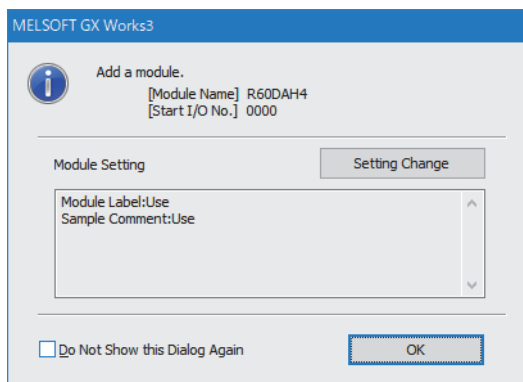 MELSOFT GX Works3
Add a module.
[Module Name] R60DAH4
[Start I/O No.] 0000
Module Setting
Setting Change
Module Label:Use
Sample Comment:Use
Do Not Show this Dialog Again
OK